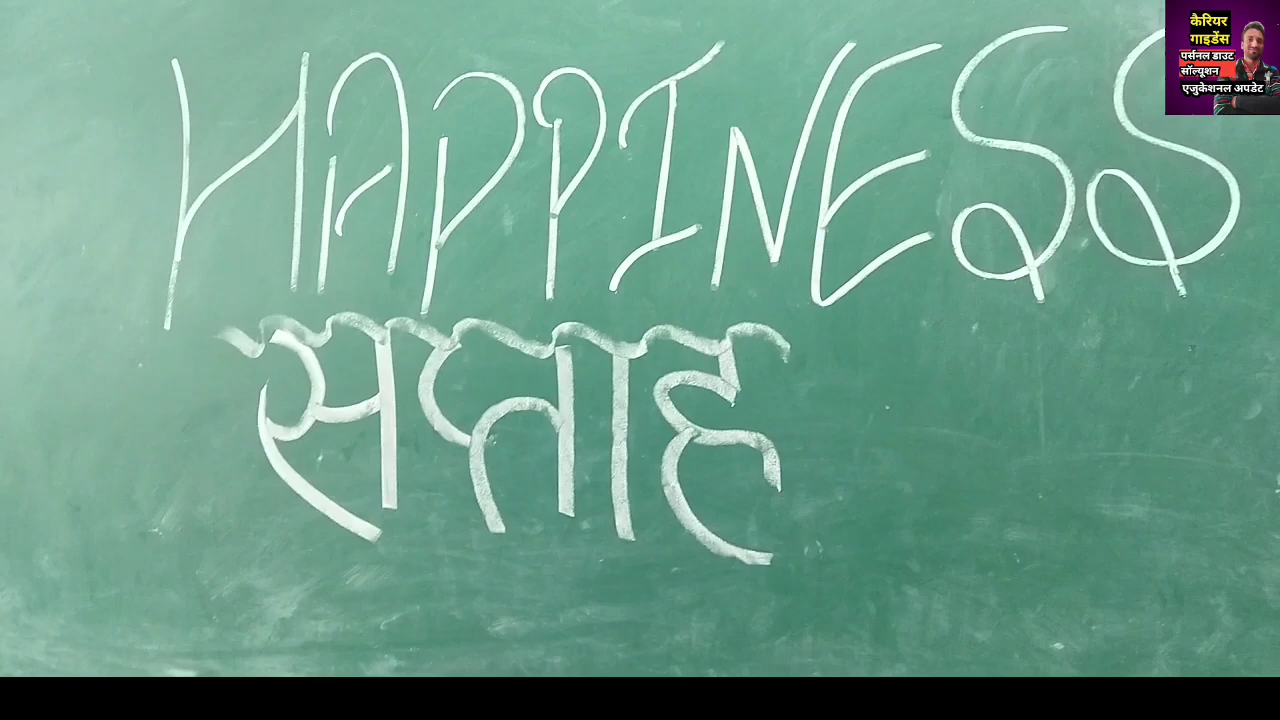 HAPPINESS
सप्ताह
कैरियर
गाइडेंस
पर्सनल डाउट
सॉल्यूशन
एजुकेशनल अपडेट